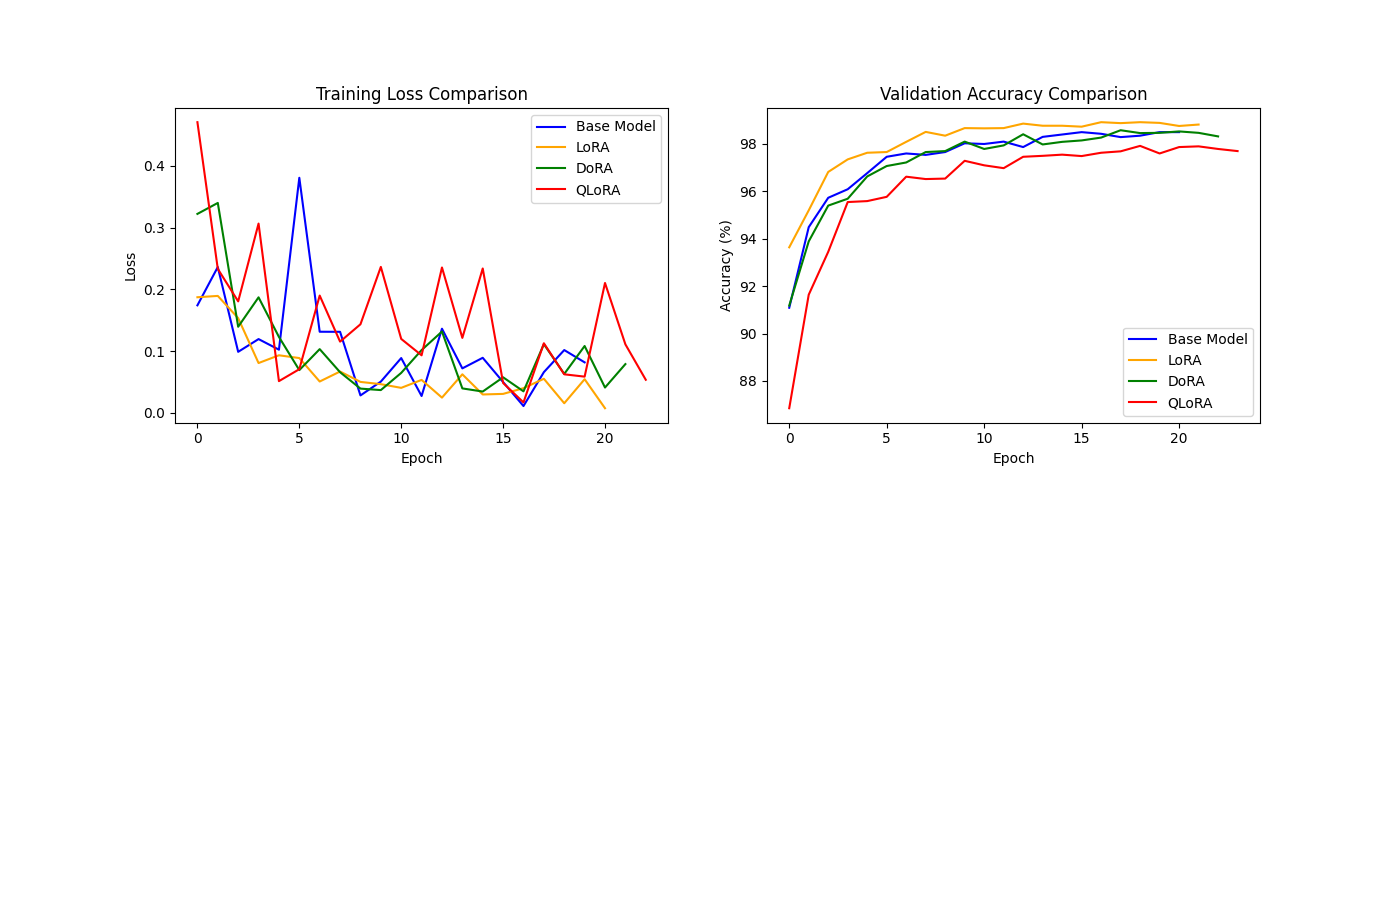 Training Loss Comparison
Loss
0.4
0.3
0.2
0.1
0.0
0 5 10 15 20
Epoch
Base Model
LoRA
DoRA
QLoRA
Validation Accuracy Comparison
Accuracy (%)
98
96
94
92
90
88
0 5 10 15 20
Epoch
Base Model
LoRA
DoRA
QLoRA